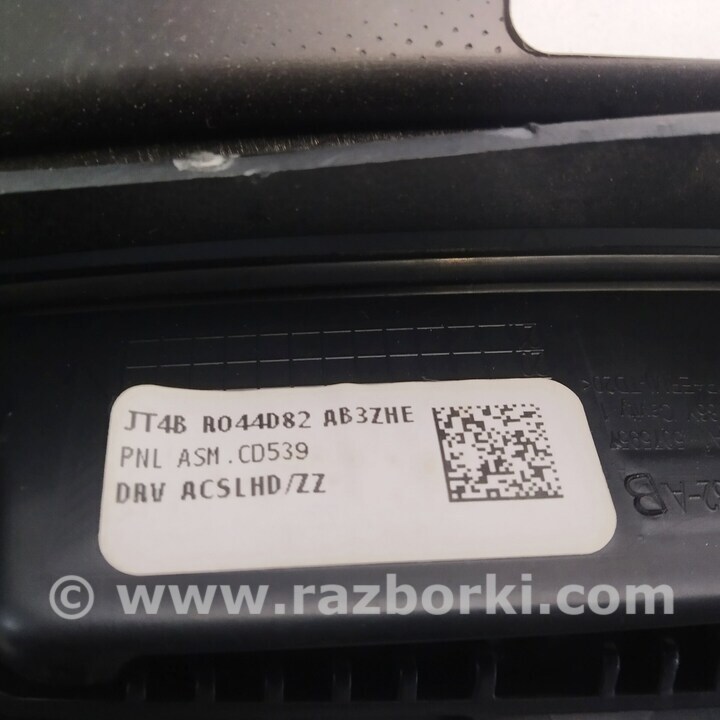 JT4B R044D82 AB3ZHE
PNL ASM.CD539
DRV ACSLHD/ZZ
© www.razborki.com